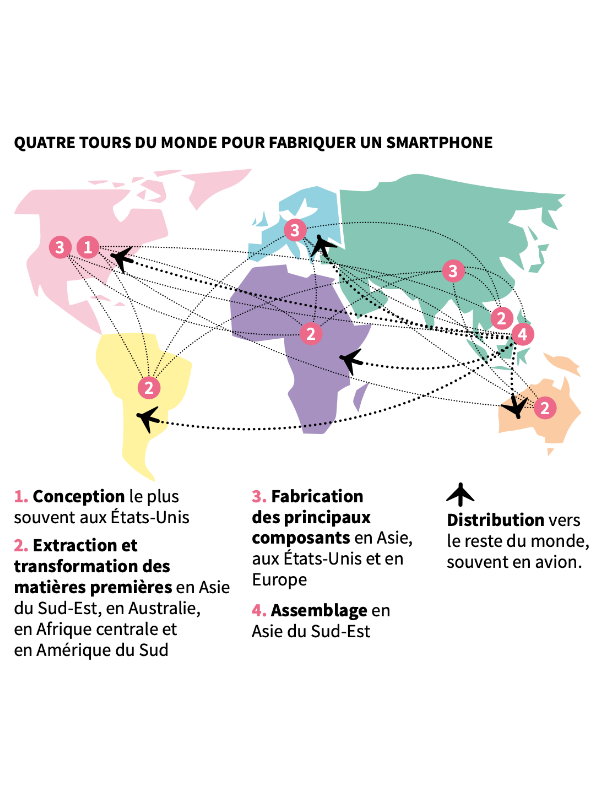 QUATRE TOURS DU MONDE POUR FABRIQUER UN SMARTPHONE
3
1
3
3
2
2
4
2
2
1. Conception le plus
souvent aux États-Unis
2. Extraction et
transformation des
matières premières en Asie
du Sud-Est, en Australie,
en Afrique centrale et
en Amérique du Sud
3. Fabrication
des principaux
composants en Asie,
aux États-Unis et en
Europe
4. Assemblage en
Asie du Sud-Est
Distribution vers
le reste du monde,
souvent en avion.